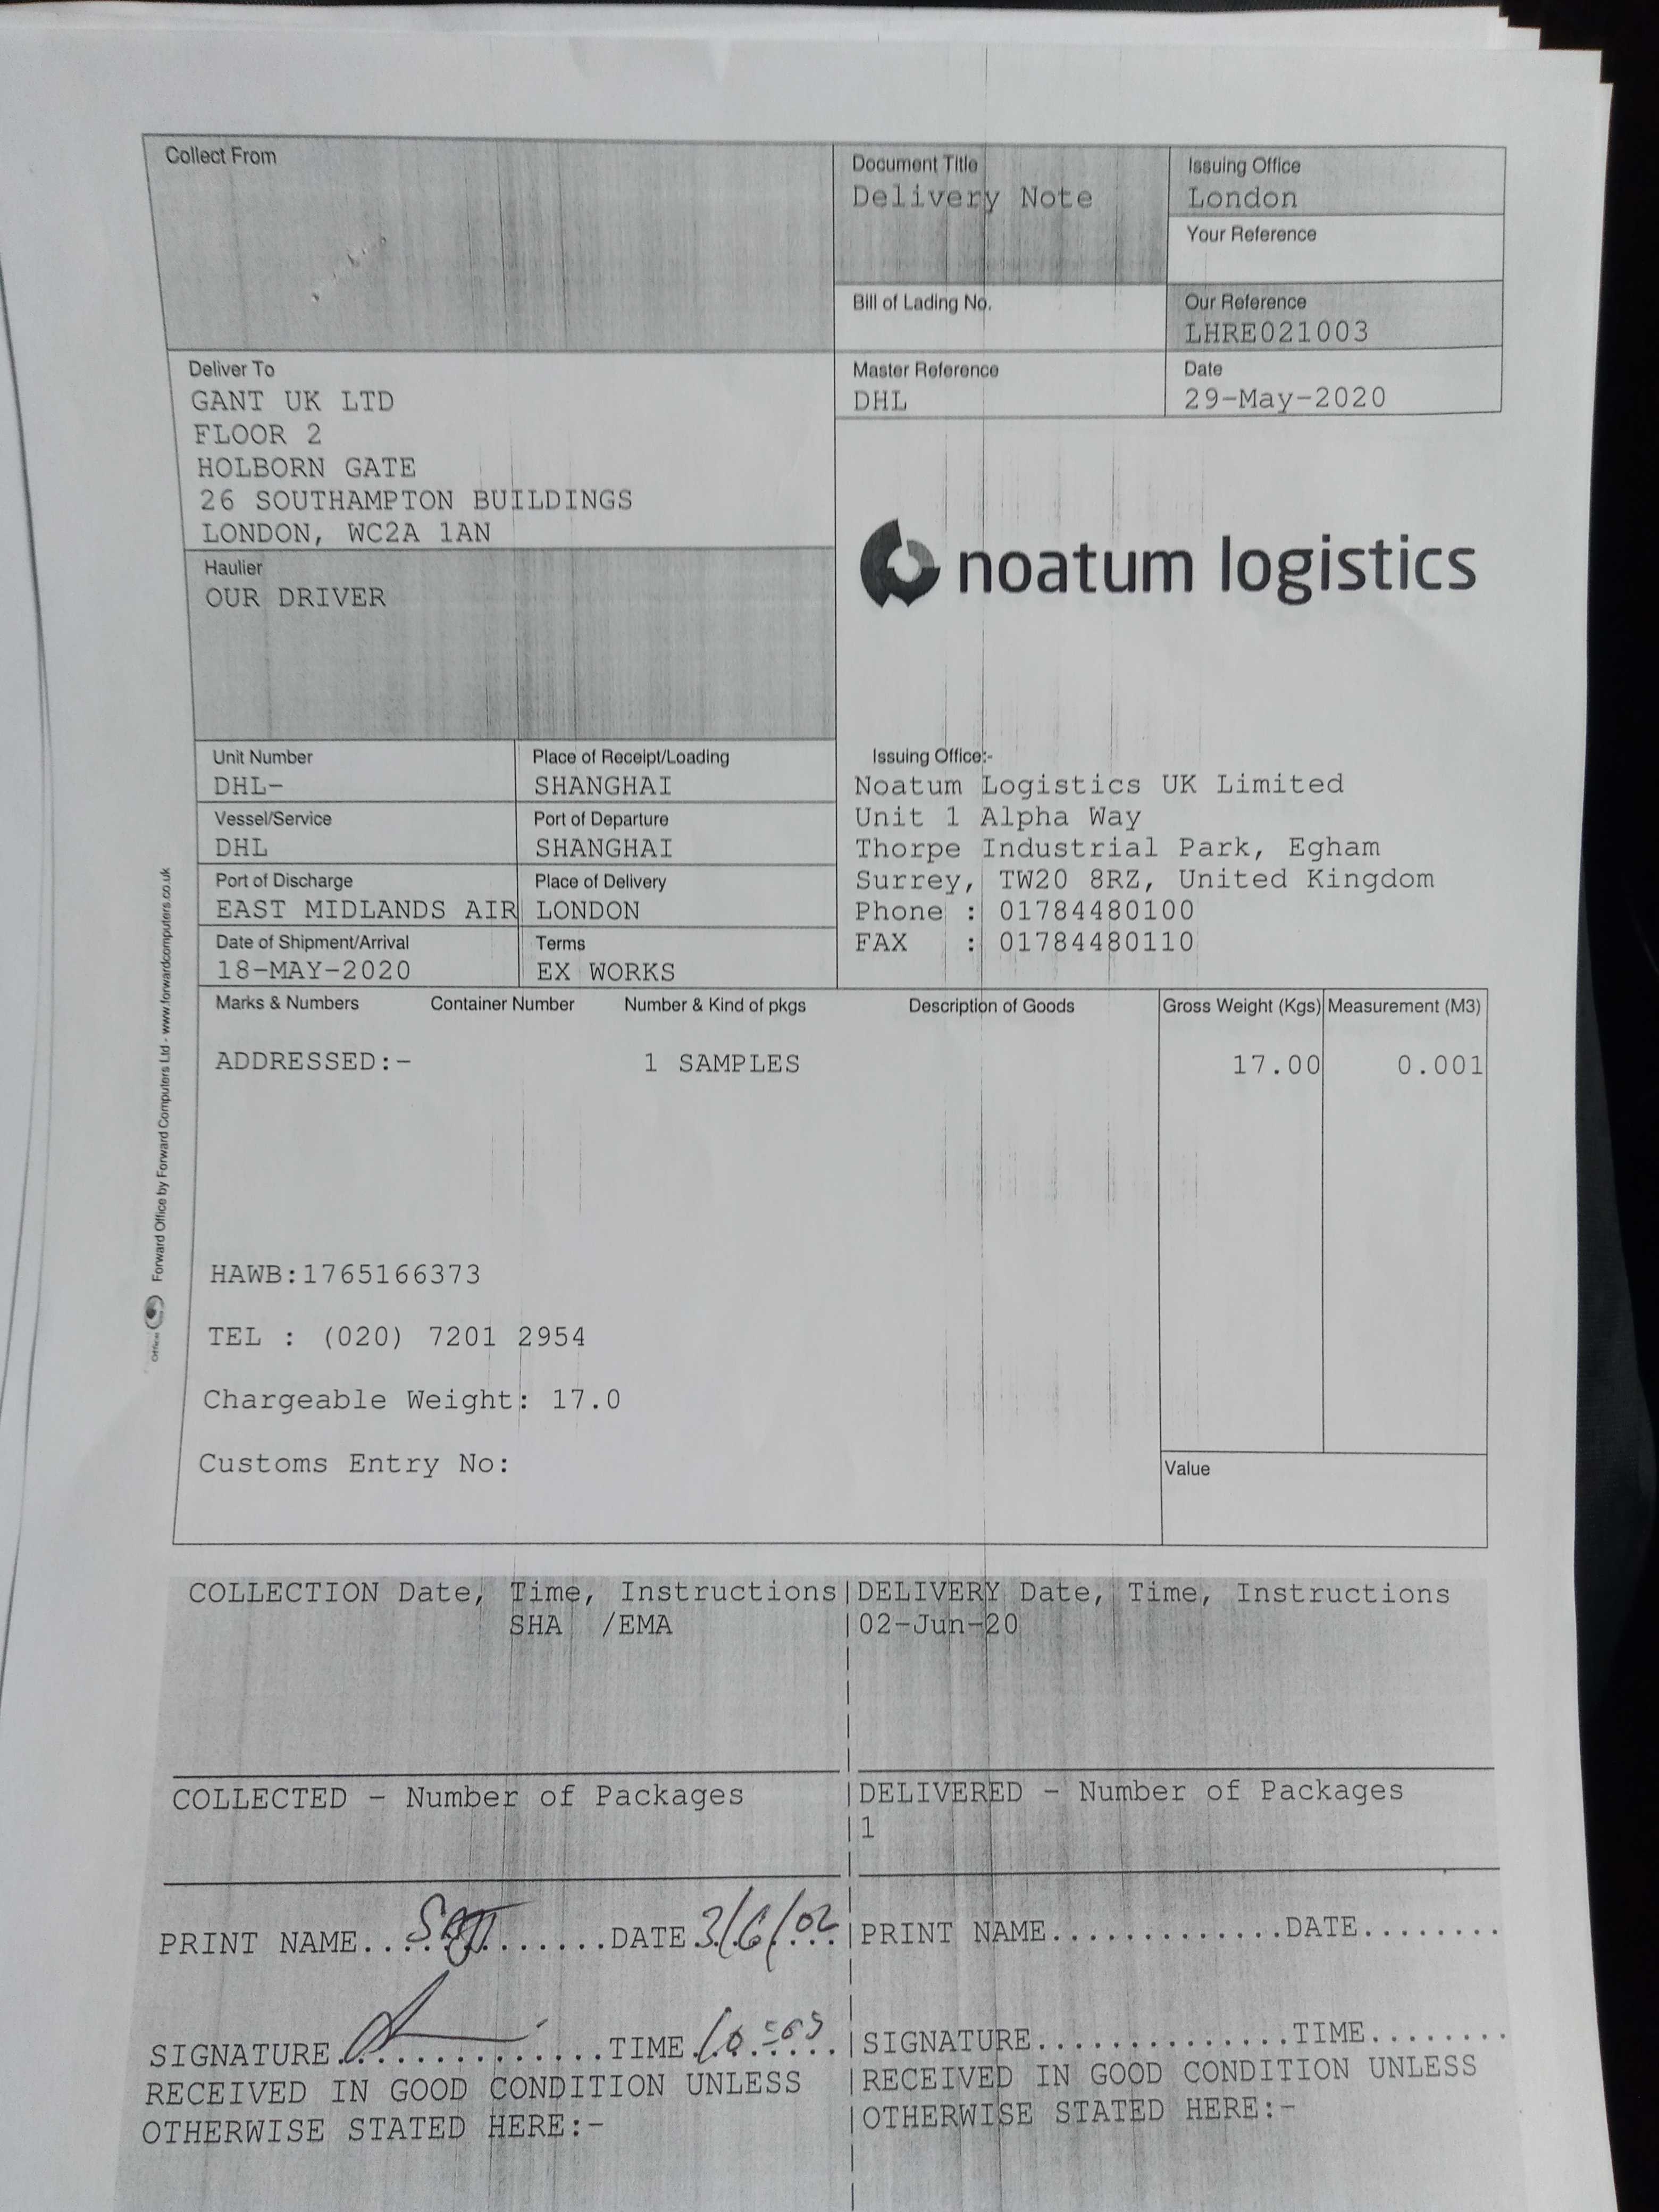 Collect From
Document Title
Delivery Note
Issuing Office
London
Your Reference
Bill of Lading No.
Our Reference
LHRE021003
Deliver To
GANT UK LTD
FLOOR 2
HOLBORN GATE
26 SOUTHAMPTON BUILDINGS
LONDON, WC2A 1AN
Master Reference
DHL
Date
29-May-2020
noatum logistics
Haulier
OUR DRIVER
Unit Number
DHL-
Place of Receipt/Loading
SHANGHAI
Vessel/Service
DHL
Port of Departure
SHANGHAI
Port of Discharge
EAST MIDLANDS AIR
Place of Delivery
LONDON
Date of Shipment/Arrival
18-MAY-2020
Terms
EX WORKS
Issuing Office:-
Noatum Logistics UK Limited
Unit 1 Alpha Way
Thorpe Industrial Park, Egham
Surrey, TW20 8RZ, United Kingdom
Phone : 01784480100
FAX : 01784480110
Marks & Numbers Container Number Number & Kind of pkgs Description of Goods Gross Weight (Kgs) Measurement (M3)
ADDRESSED:- 1 SAMPLES 17.00 0.001
HAWB:1765166373
TEL : (020) 7201 2954
Chargeable Weight: 17.0
Customs Entry No:
Value
Office Forward Office by Forward Computers Ltd - www.forwardcomputers.co.uk
COLLECTION Date, Time, Instructions
SHA /EMA
DELIVERY Date, Time, Instructions
02-Jun-20
COLLECTED - Number of Packages
DELIVERED - Number of Packages
1
PRINT NAME.............DATE 3/6/02
SIGNATURE..............TIME
RECEIVED IN GOOD CONDITION UNLESS
OTHERWISE STATED HERE:-
PRINT NAME.............DATE........
SIGNATURE..............TIME........
RECEIVED IN GOOD CONDITION UNLESS
OTHERWISE STATED HERE:-